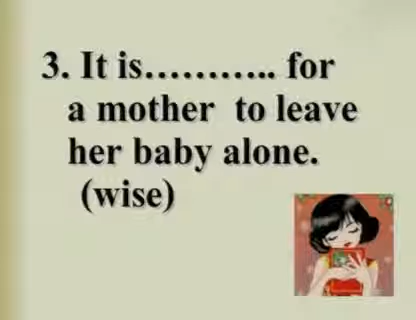 3. It is……….. for
a mother to leave
her baby alone.
(wise)